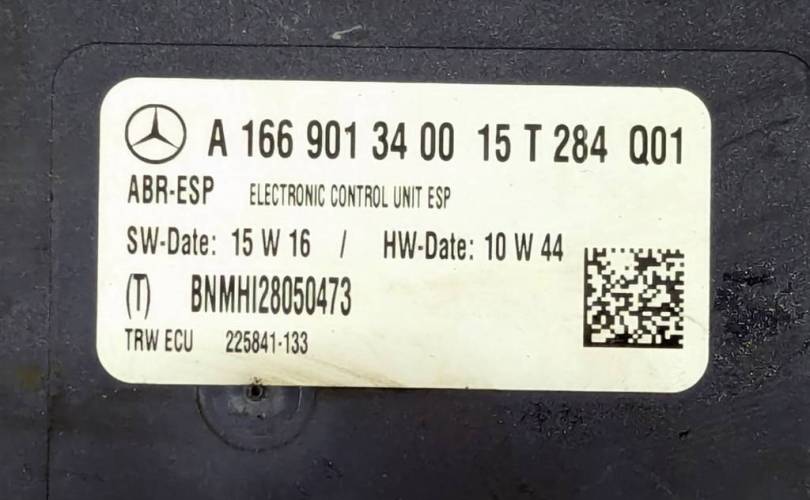 A 166 901 34 00 15 T 284 Q01
ABR-ESP ELECTRONIC CONTROL UNIT ESP
SW-Date: 15 W 16 / HW-Date: 10 W 44
(T) BNMHI28050473
TRW ECU 225841-133